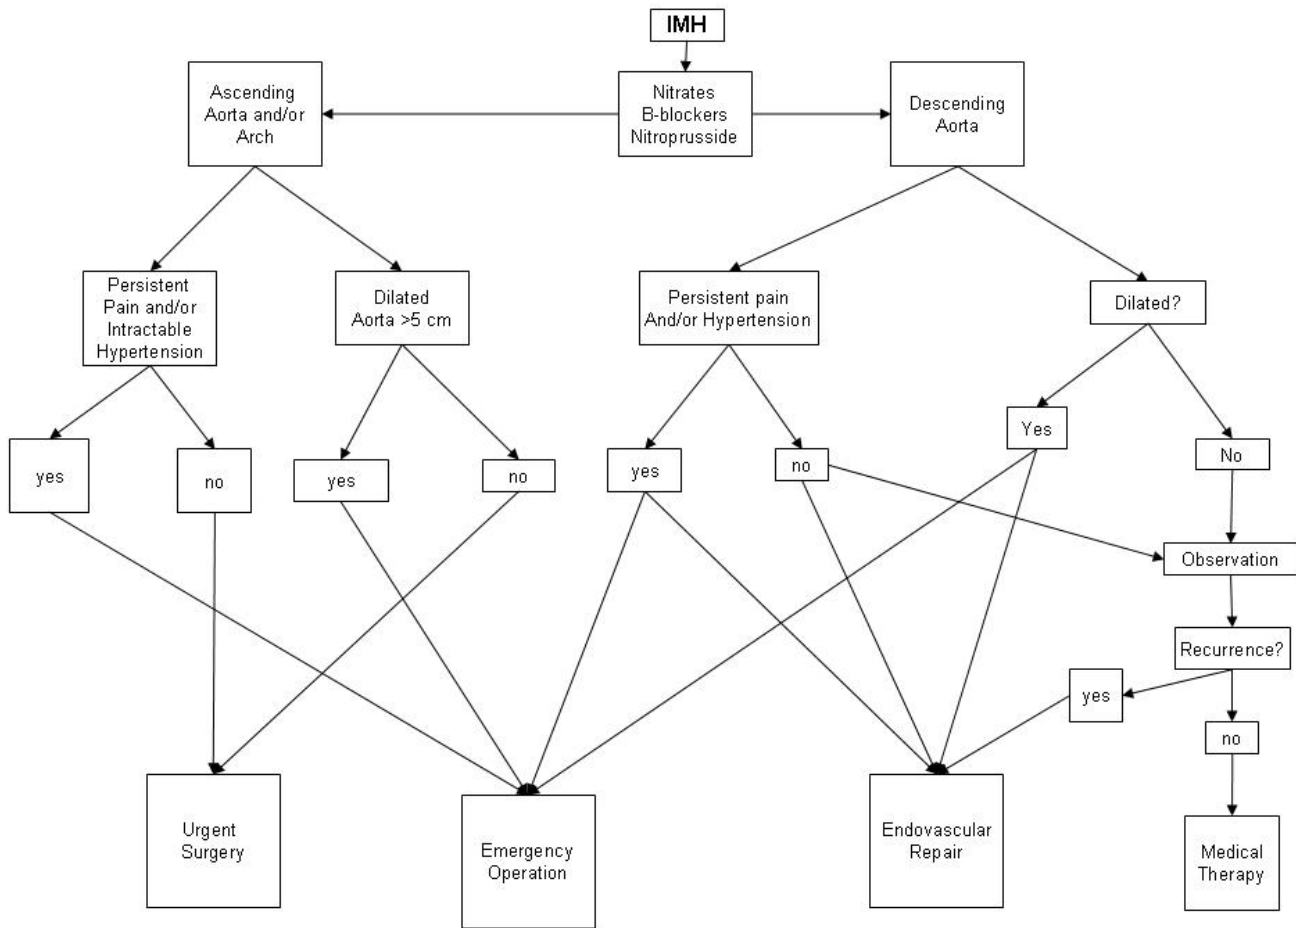 IMH
Ascending
Aorta and/or
Arch
Nitrates
B-blockers
Nitroprusside
Descending
Aorta
Persistent
Pain and/or
Intractable
Hypertension
Dilated
Aorta >5 cm
Persistent pain
And/or Hypertension
Dilated?
yes
no
yes
no
yes
no
Yes
No
Observation
Recurrence?
yes
no
Urgent
Surgery
Emergency
Operation
Endovascular
Repair
Medical
Therapy